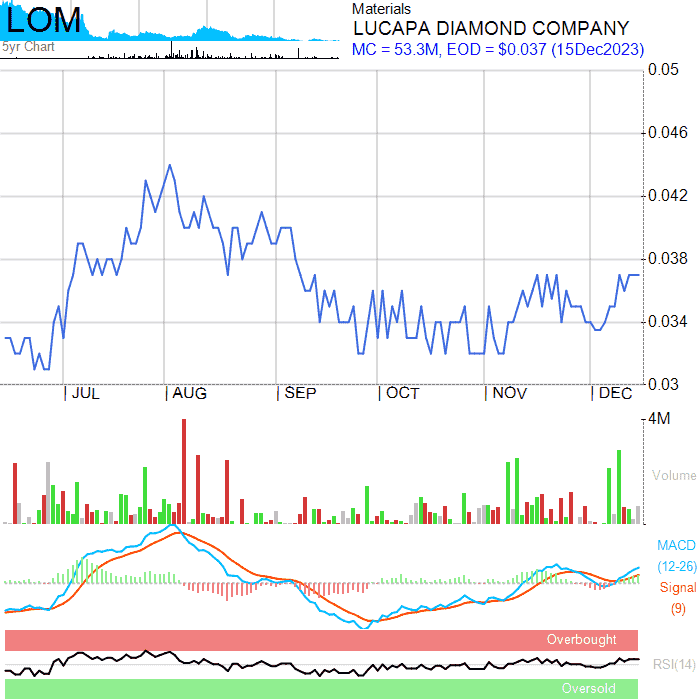 LOM
5yr Chart
Materials
LUCAPA DIAMOND COMPANY
MC = 53.3M, EOD = $0.037 (15Dec2023)
0.05
0.046
0.042
0.038
0.034
0.03
JUL AUG SEP OCT NOV DEC
4M
Volume
MACD
(12-26)
Signal
(9)
Overbought
RSI(14)
Oversold